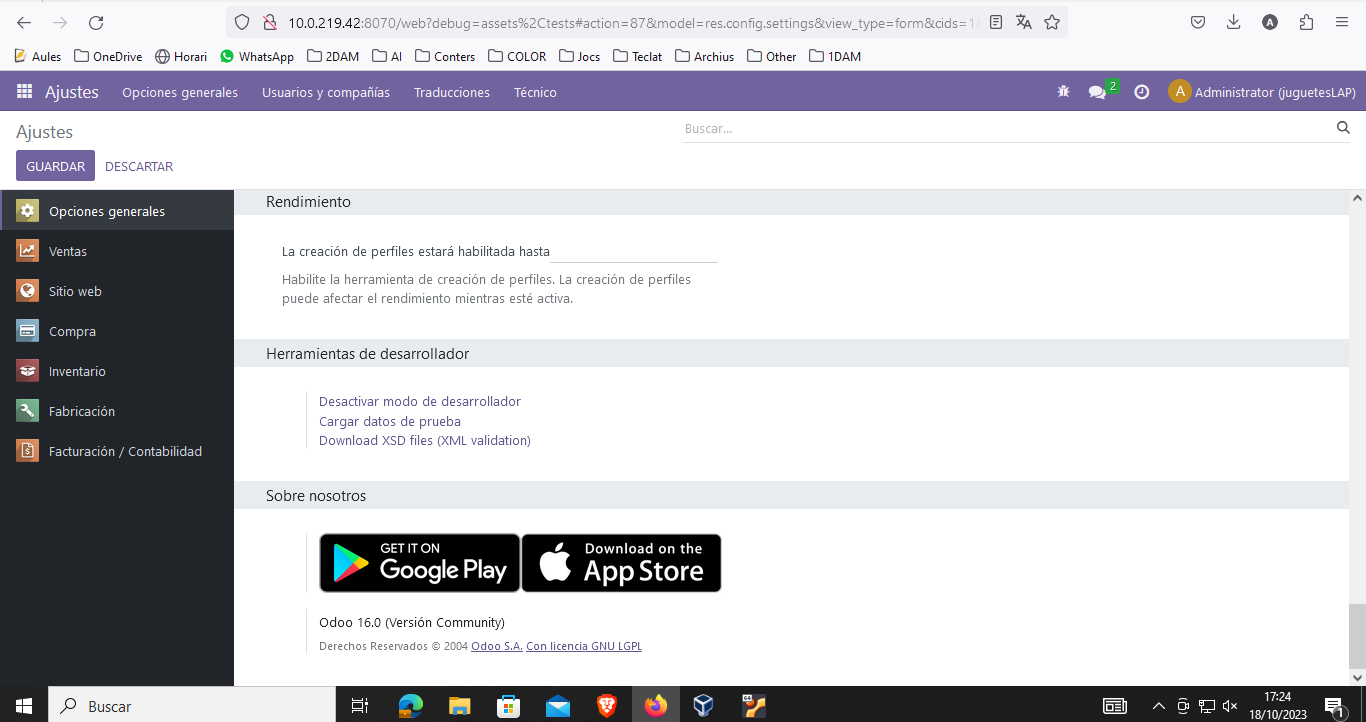 10.0.219.42:8070/web?debug=assets%2Ctests#action=87&model=res.config.settings&view_type=form&cids=1
Aules OneDrive Horari WhatsApp 2DAM AI Conters COLOR Jocs Teclat Archius Other 1DAM
Ajustes Opciones generales Usuarios y compañías Traducciones Técnico 2 A Administrator (juguetesLAP)
Ajustes Buscar...
GUARDAR DESCARTAR
Opciones generales
Ventas
Sitio web
Compra
Inventario
Fabricación
Facturación / Contabilidad
Rendimiento
La creación de perfiles estará habilitada hasta
Habilite la herramienta de creación de perfiles. La creación de perfiles
puede afectar el rendimiento mientras esté activa.
Herramientas de desarrollador
Desactivar modo de desarrollador
Cargar datos de prueba
Download XSD files (XML validation)
Sobre nosotros
GET IT ON
Google Play
Download on the
App Store
Odoo 16.0 (Versión Community)
Derechos Reservados © 2004 Odoo S.A. Con licencia GNU LGPL
Buscar
17:24
18/10/2023
1